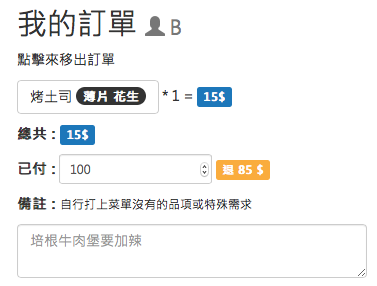 我的訂單 B
點擊來移出訂單
烤土司 薄片 花生 * 1 = 15$
總共 : 15$
已付 : 100 退 85 $
備註 : 自行打上菜單沒有的品項或特殊需求
培根牛肉堡要加辣